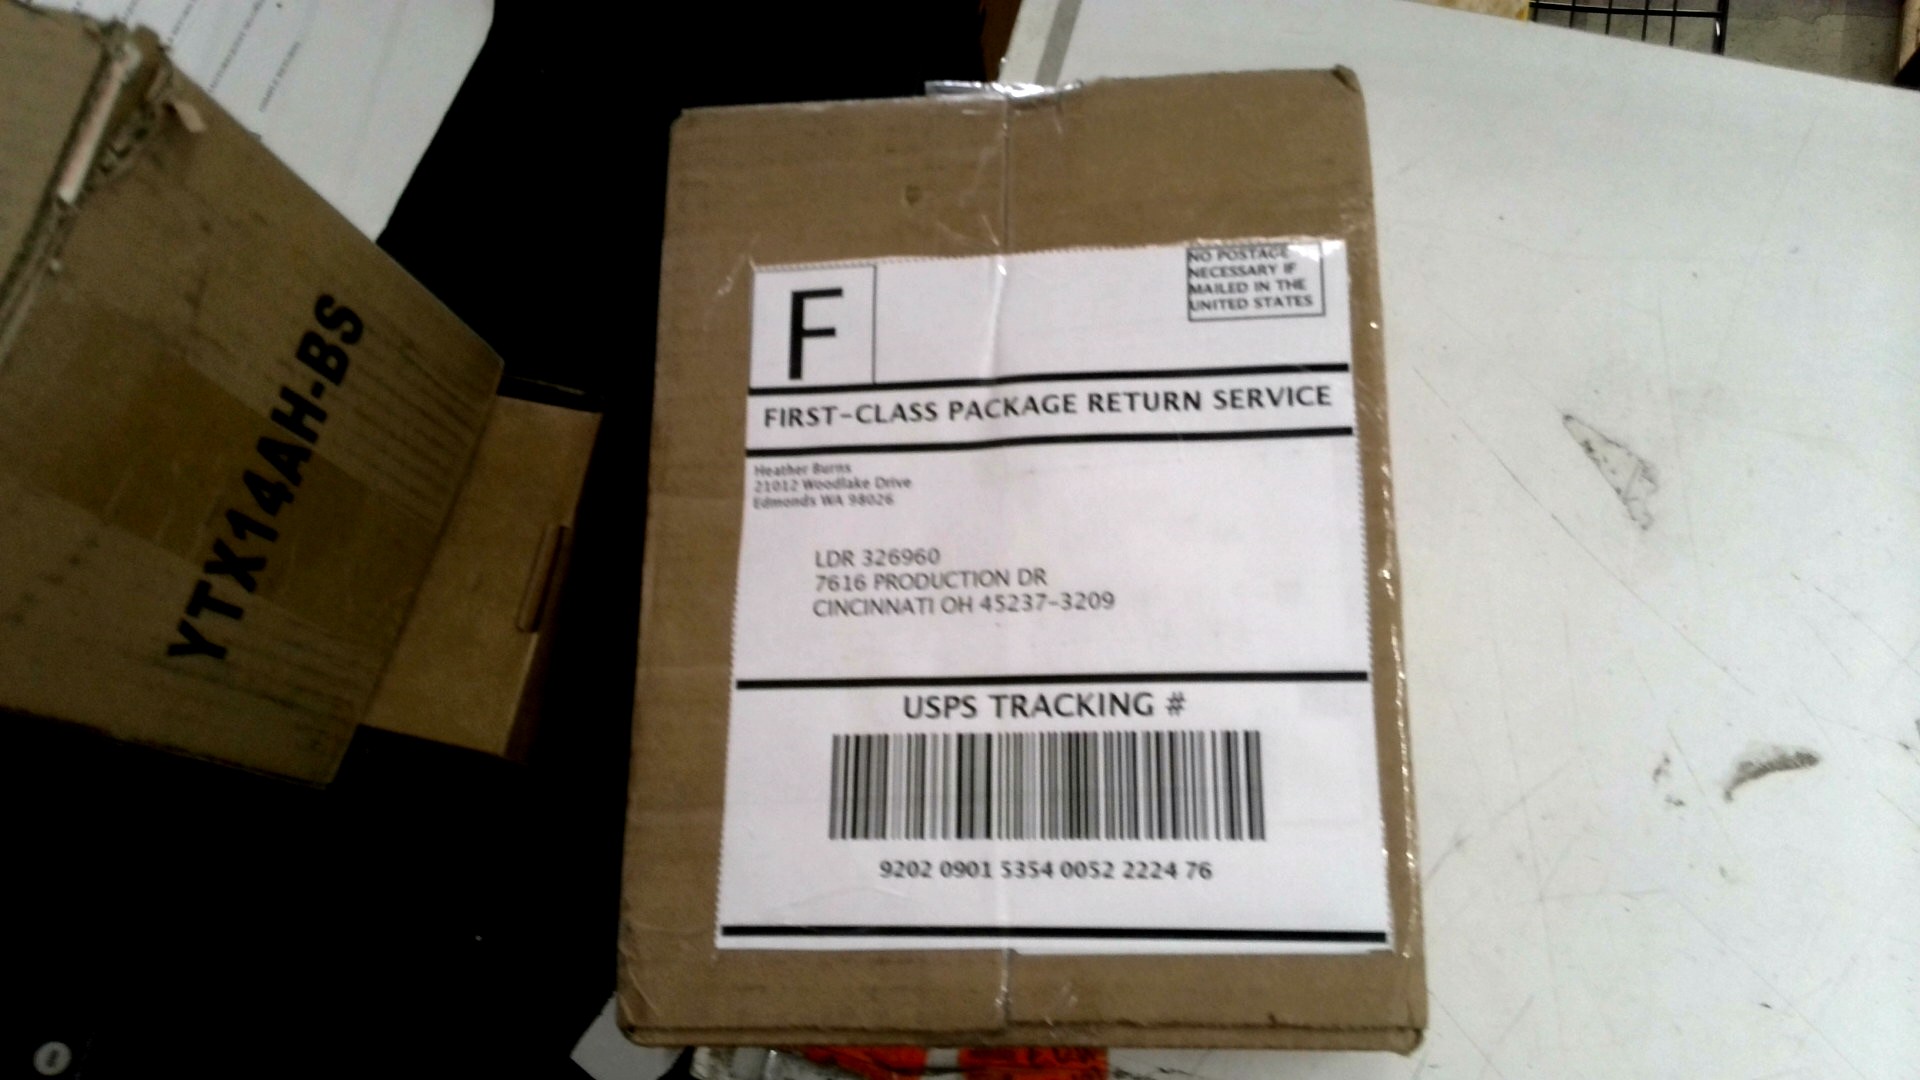 YTX14AH-BS
F
NO POSTAGE
NECESSARY IF
MAILED IN THE
UNITED STATES
FIRST-CLASS PACKAGE RETURN SERVICE
Heather Burns
21012 Woodlake Drive
Edmonds WA 98026
LDR 326960
7616 PRODUCTION DR
CINCINNATI OH 45237-3209
USPS TRACKING #
9202 0901 5354 0052 2224 76